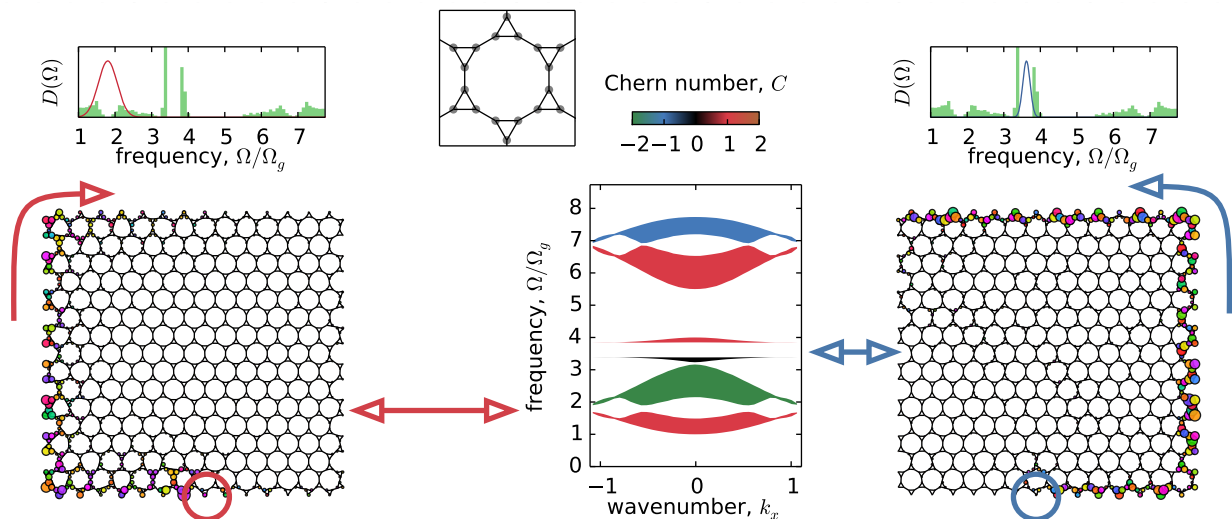 D(Ω)
1 2 3 4 5 6 7
frequency, Ω/Ω_g
Chern number, C
−2 −1 0 1 2
D(Ω)
1 2 3 4 5 6 7
frequency, Ω/Ω_g
frequency, Ω/Ω_g
8
7
6
5
4
3
2
1
0
−1 0 1
wavenumber, k_x